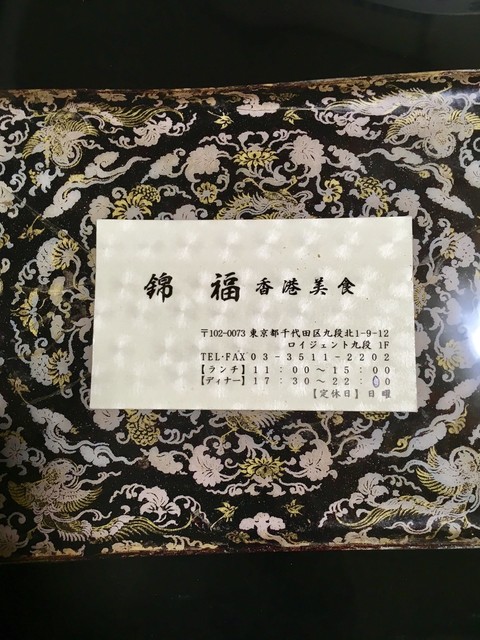 錦 福 香港美食
〒102-0073 東京都千代田区九段北1-9-12
ロイジェント九段 1F
TEL・FAX 03-3511-2202
【ランチ】11：00～15：00
【ディナー】17：30～22：00
【定休日】日曜